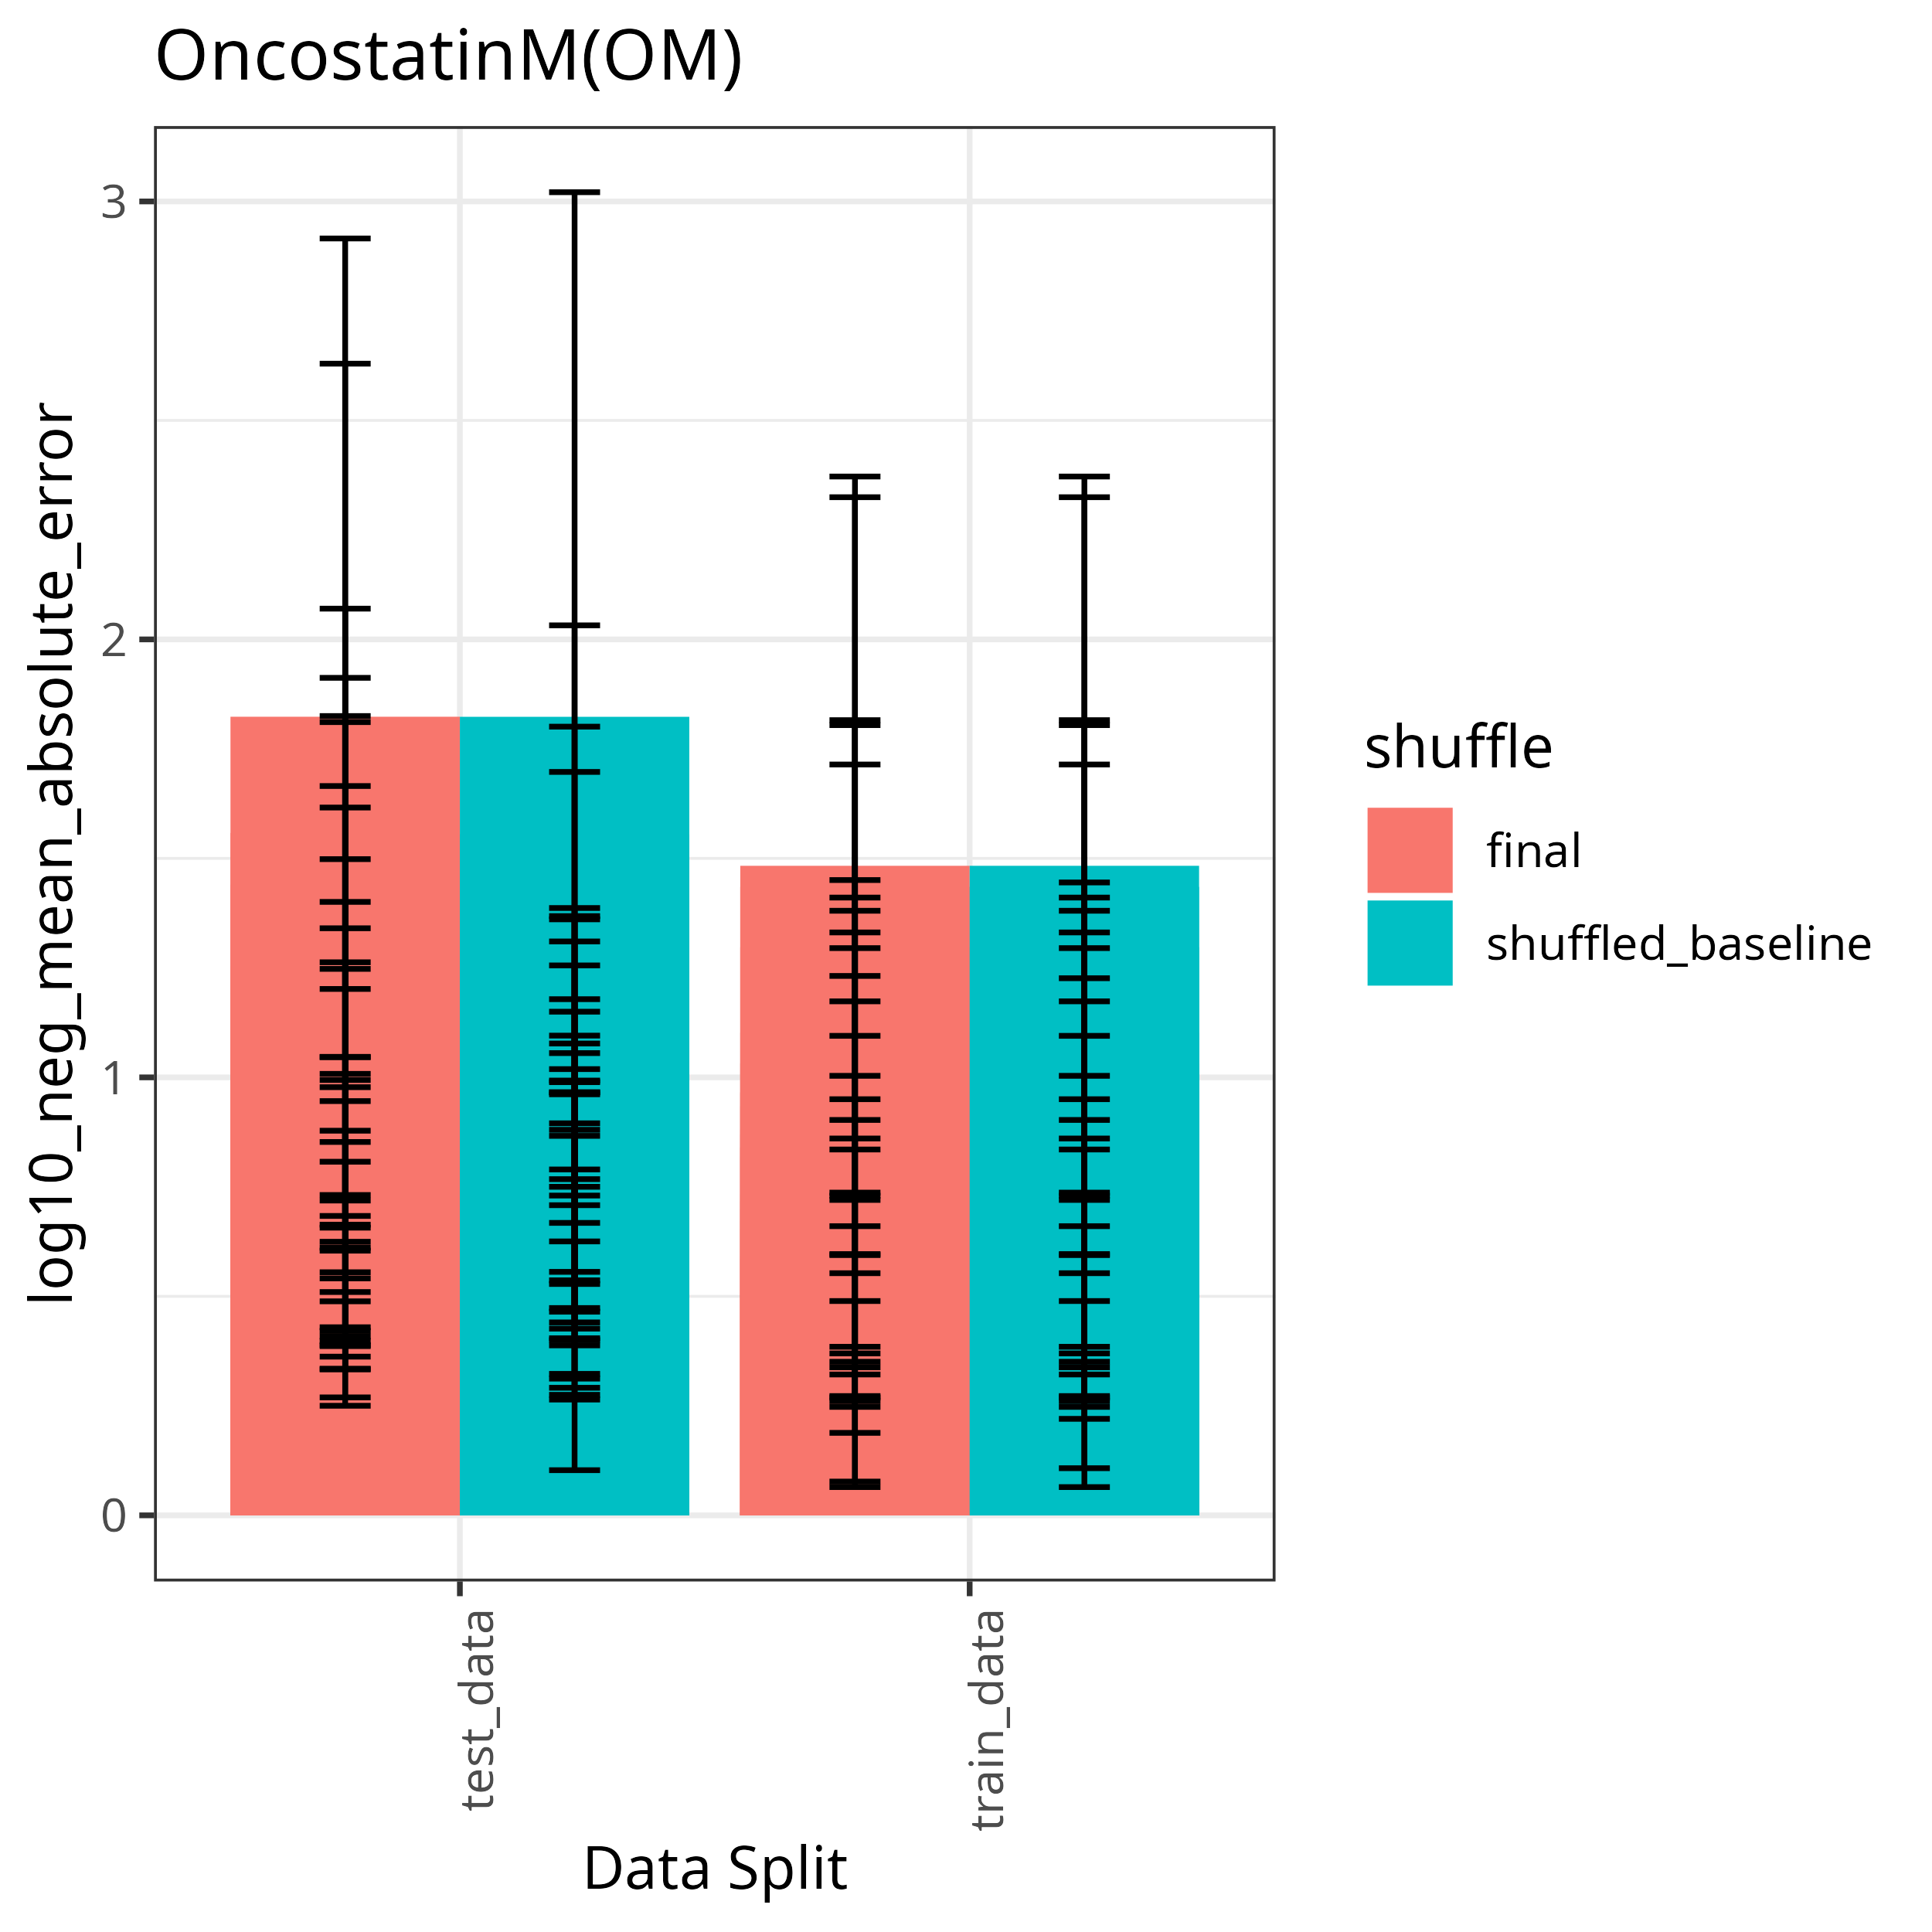 OncostatinM(OM)
log10_neg_mean_absolute_error
3
2
1
0
test_data
train_data
Data Split
shuffle
final
shuffled_baseline